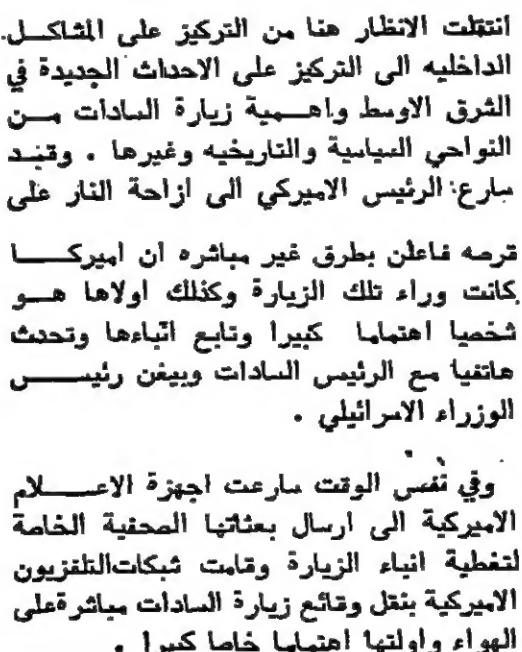 انتقلت الانظار هنا من التركيز على المشاكل
الداخليه الى التركيز على الاحداث الجديدة في
الشرق الاوسط واهمية زيارة السادات من
النواحي السياسية والتاريخيه وغيرها . وقد
سارع الرئيس الاميركي الى ازاحة النار على
قرصه فاعلن بطرق غير مباشره ان اميركا
كانت وراء تلك الزيارة وكذلك اولاها هو
شخصيا اهتماما كبيرا وتابع انباءها وتحدث
هاتفيا مع الرئيس السادات وبيغن رئيس
الوزراء الاسرائيلي .
وفي نفس الوقت سارعت اجهزة الاعلام
الاميركية الى ارسال بعثاتها الصحفية الخاصة
لتغطية انباء الزيارة وقامت شبكات التلفزيون
الاميركية بنقل وقائع زيارة السادات مباشرة على
الهواء واولتها اهتماما خاصا كبيرا .